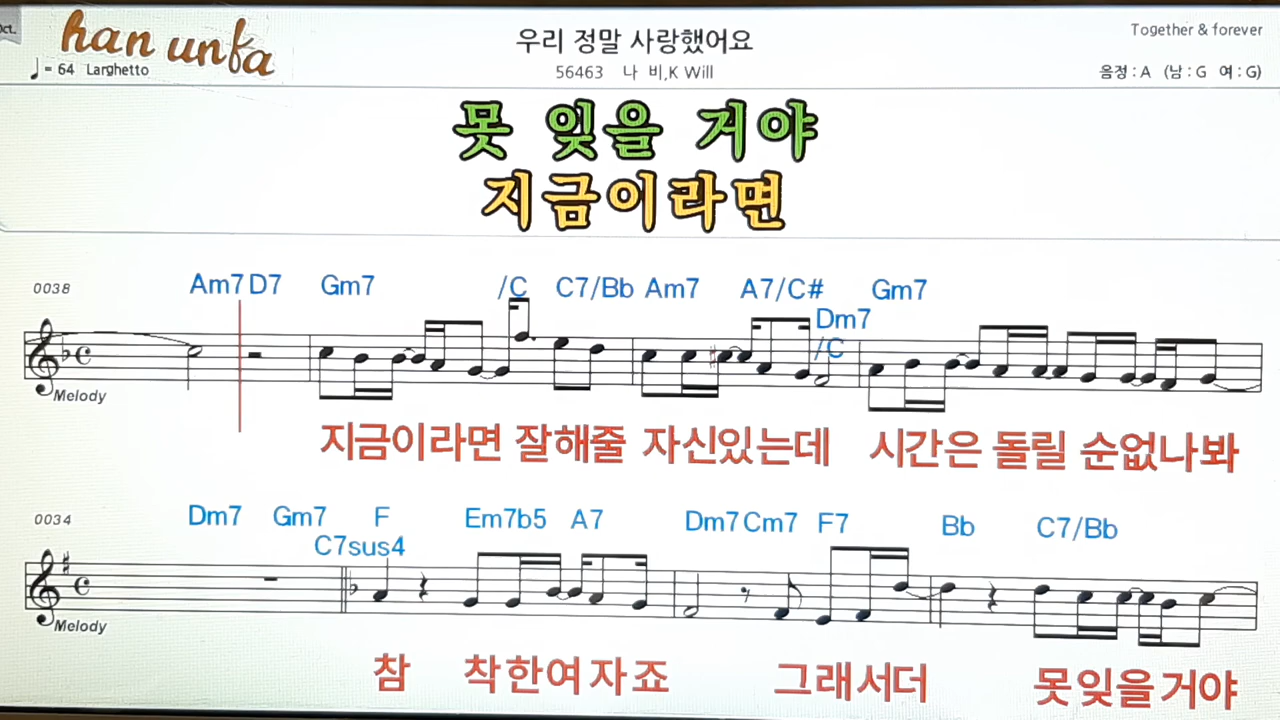 Oct.
han unfa
우리 정말 사랑했어요
Together & forever
♩= 64 Larghetto
56463 나 비,K Will
음정 : A (남 : G 여 : G)
못 잊을 거야
지금이라면
0038
Am7 D7 Gm7 /C C7/Bb Am7 A7/C# Gm7
Dm7
/C
Melody
지금이라면 잘해줄 자신있는데 시간은 돌릴 순없나봐
0034
Dm7 Gm7 F Em7b5 A7 Dm7 Cm7 F7 Bb C7/Bb
C7sus4
Melody
참 착한여자죠 그래서더 못잊을거야